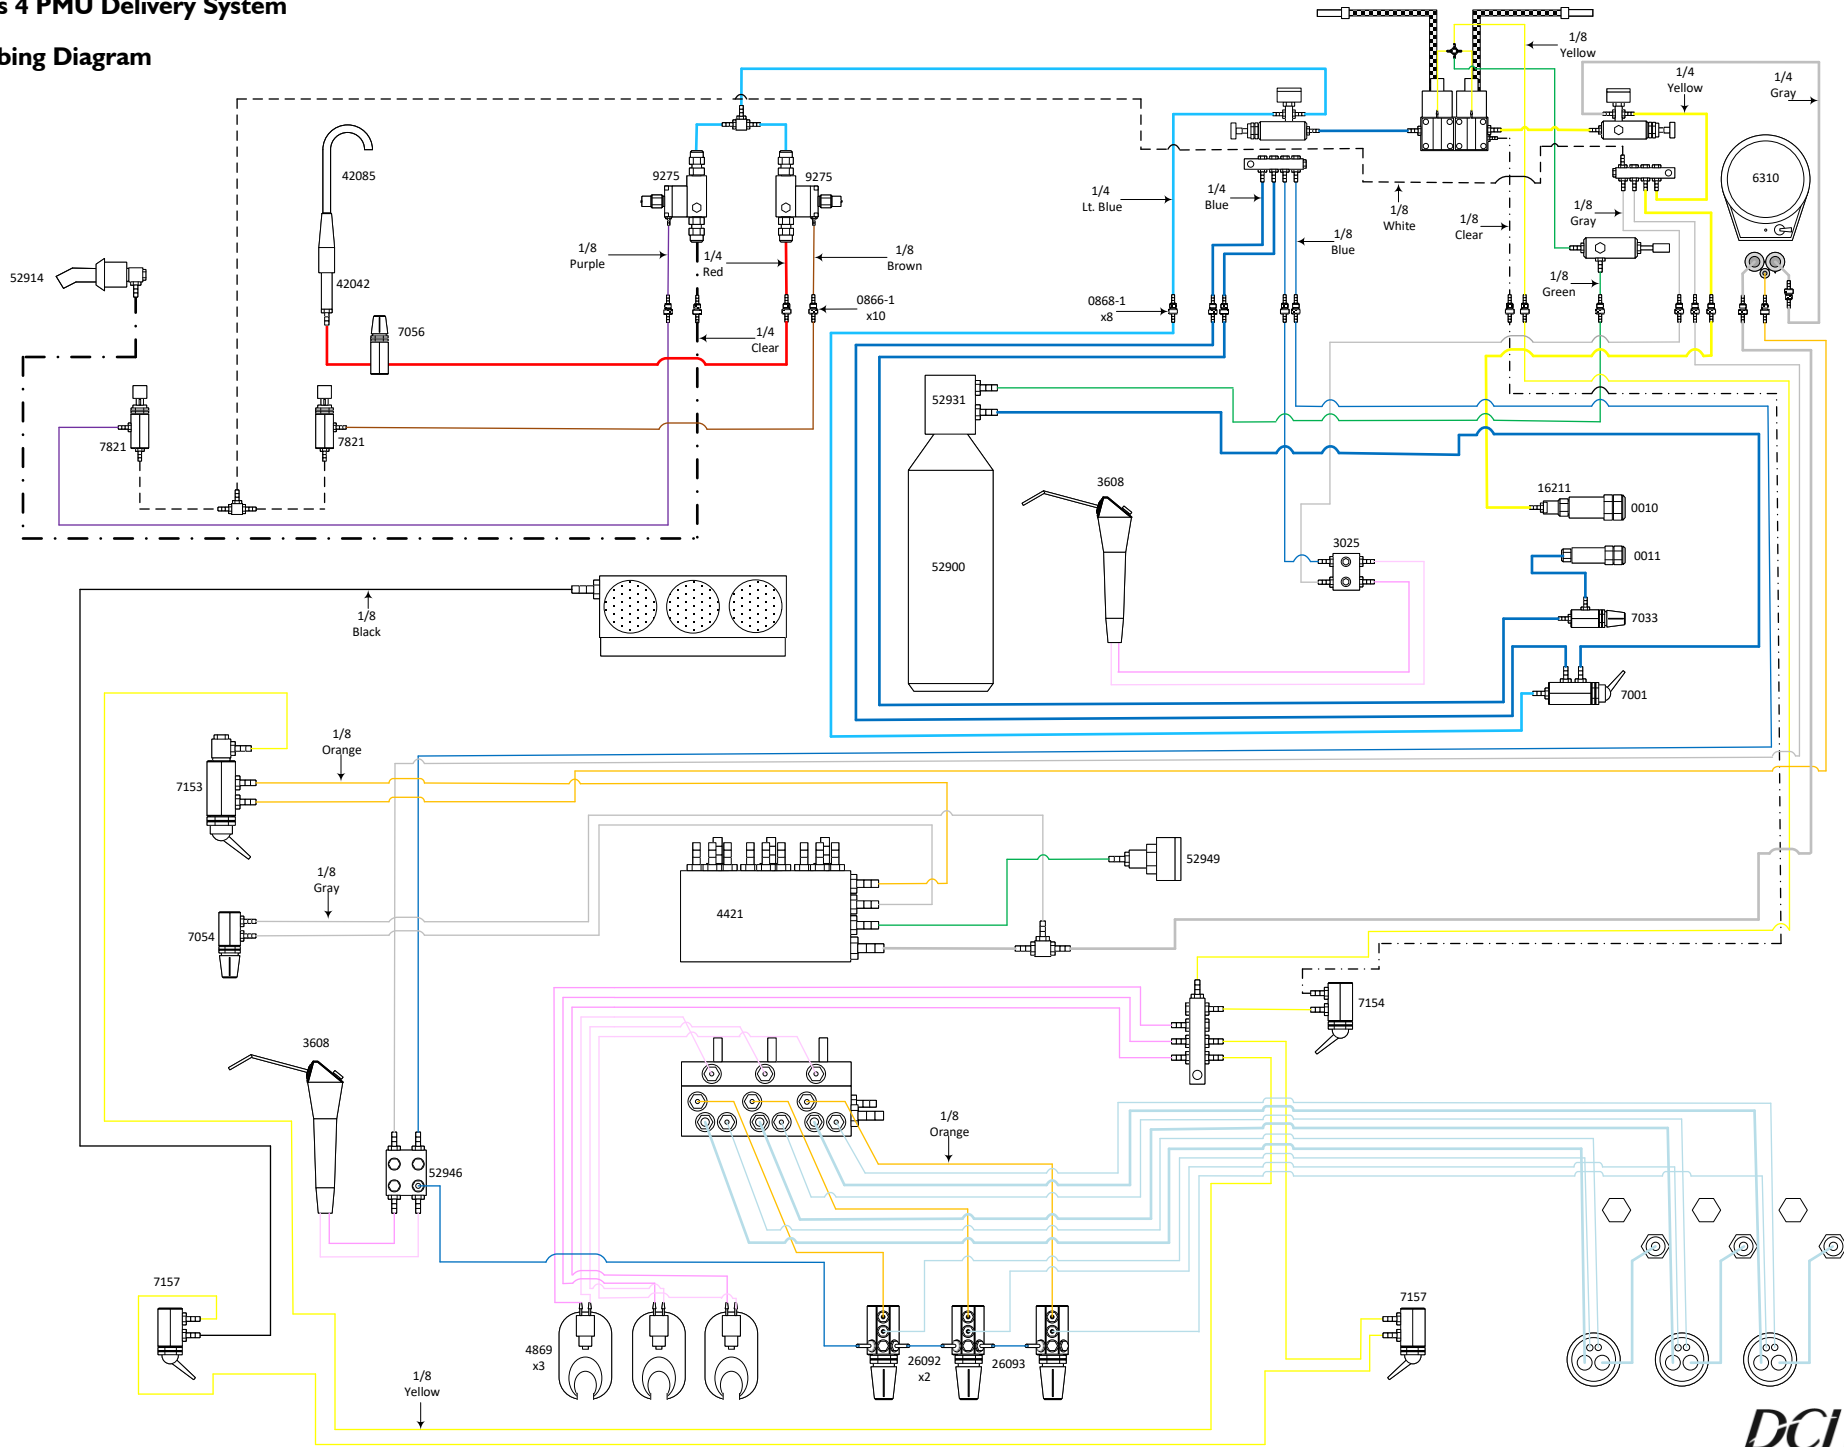 s 4 PMU Delivery System
bing Diagram
1/8
Yellow
1/4
Yellow
1/4
Gray
42085
9275
9275
6310
1/4
Lt. Blue
1/4
Blue
1/8
White
1/8
Clear
1/8
Gray
1/8
Blue
1/8
Purple
1/4
Red
1/8
Brown
52914
42042
1/8
Green
0866-1
x10
0868-1
x8
7056
1/4
Clear
7821
7821
52931
3608
16211
0010
3025
0011
52900
7033
1/8
Black
7001
1/8
Orange
7153
52949
1/8
Gray
4421
7054
7154
3608
1/8
Orange
52946
7157
7157
4869
x3
26092
x2
26093
1/8
Yellow
DCI